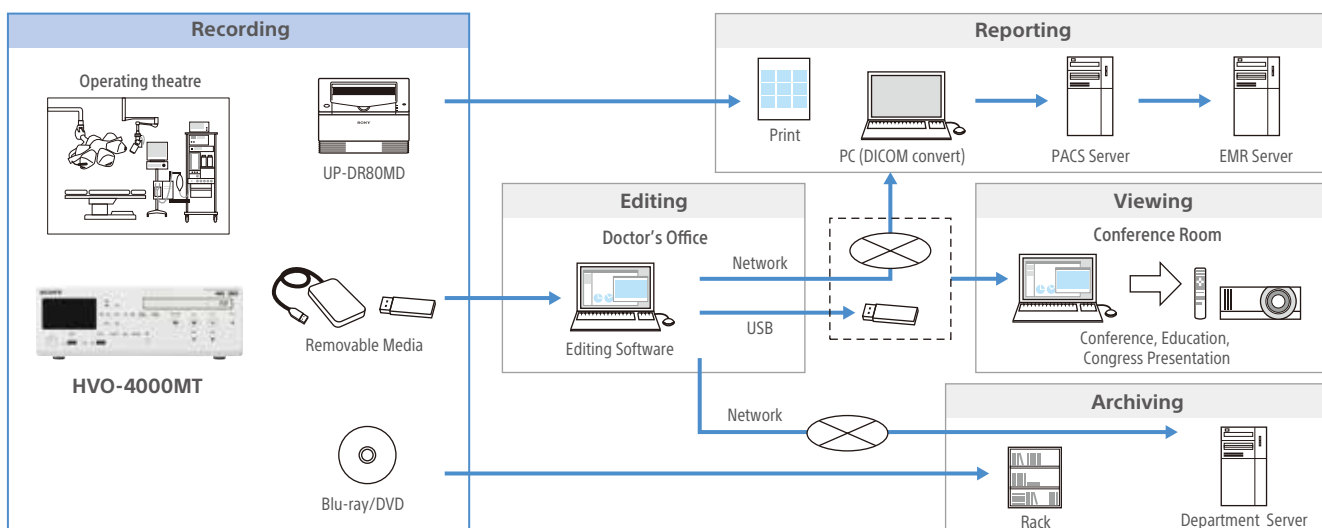 Recording
Operating theatre
SONY
UP-DR80MD
SONY
HVO-4000MT
Removable Media
Blu-ray/DVD
Editing
Doctor's Office
Editing Software
Network
USB
Network
Reporting
Print
PC (DICOM convert)
PACS Server
EMR Server
Viewing
Conference Room
Conference, Education,
Congress Presentation
Archiving
Rack
Department Server